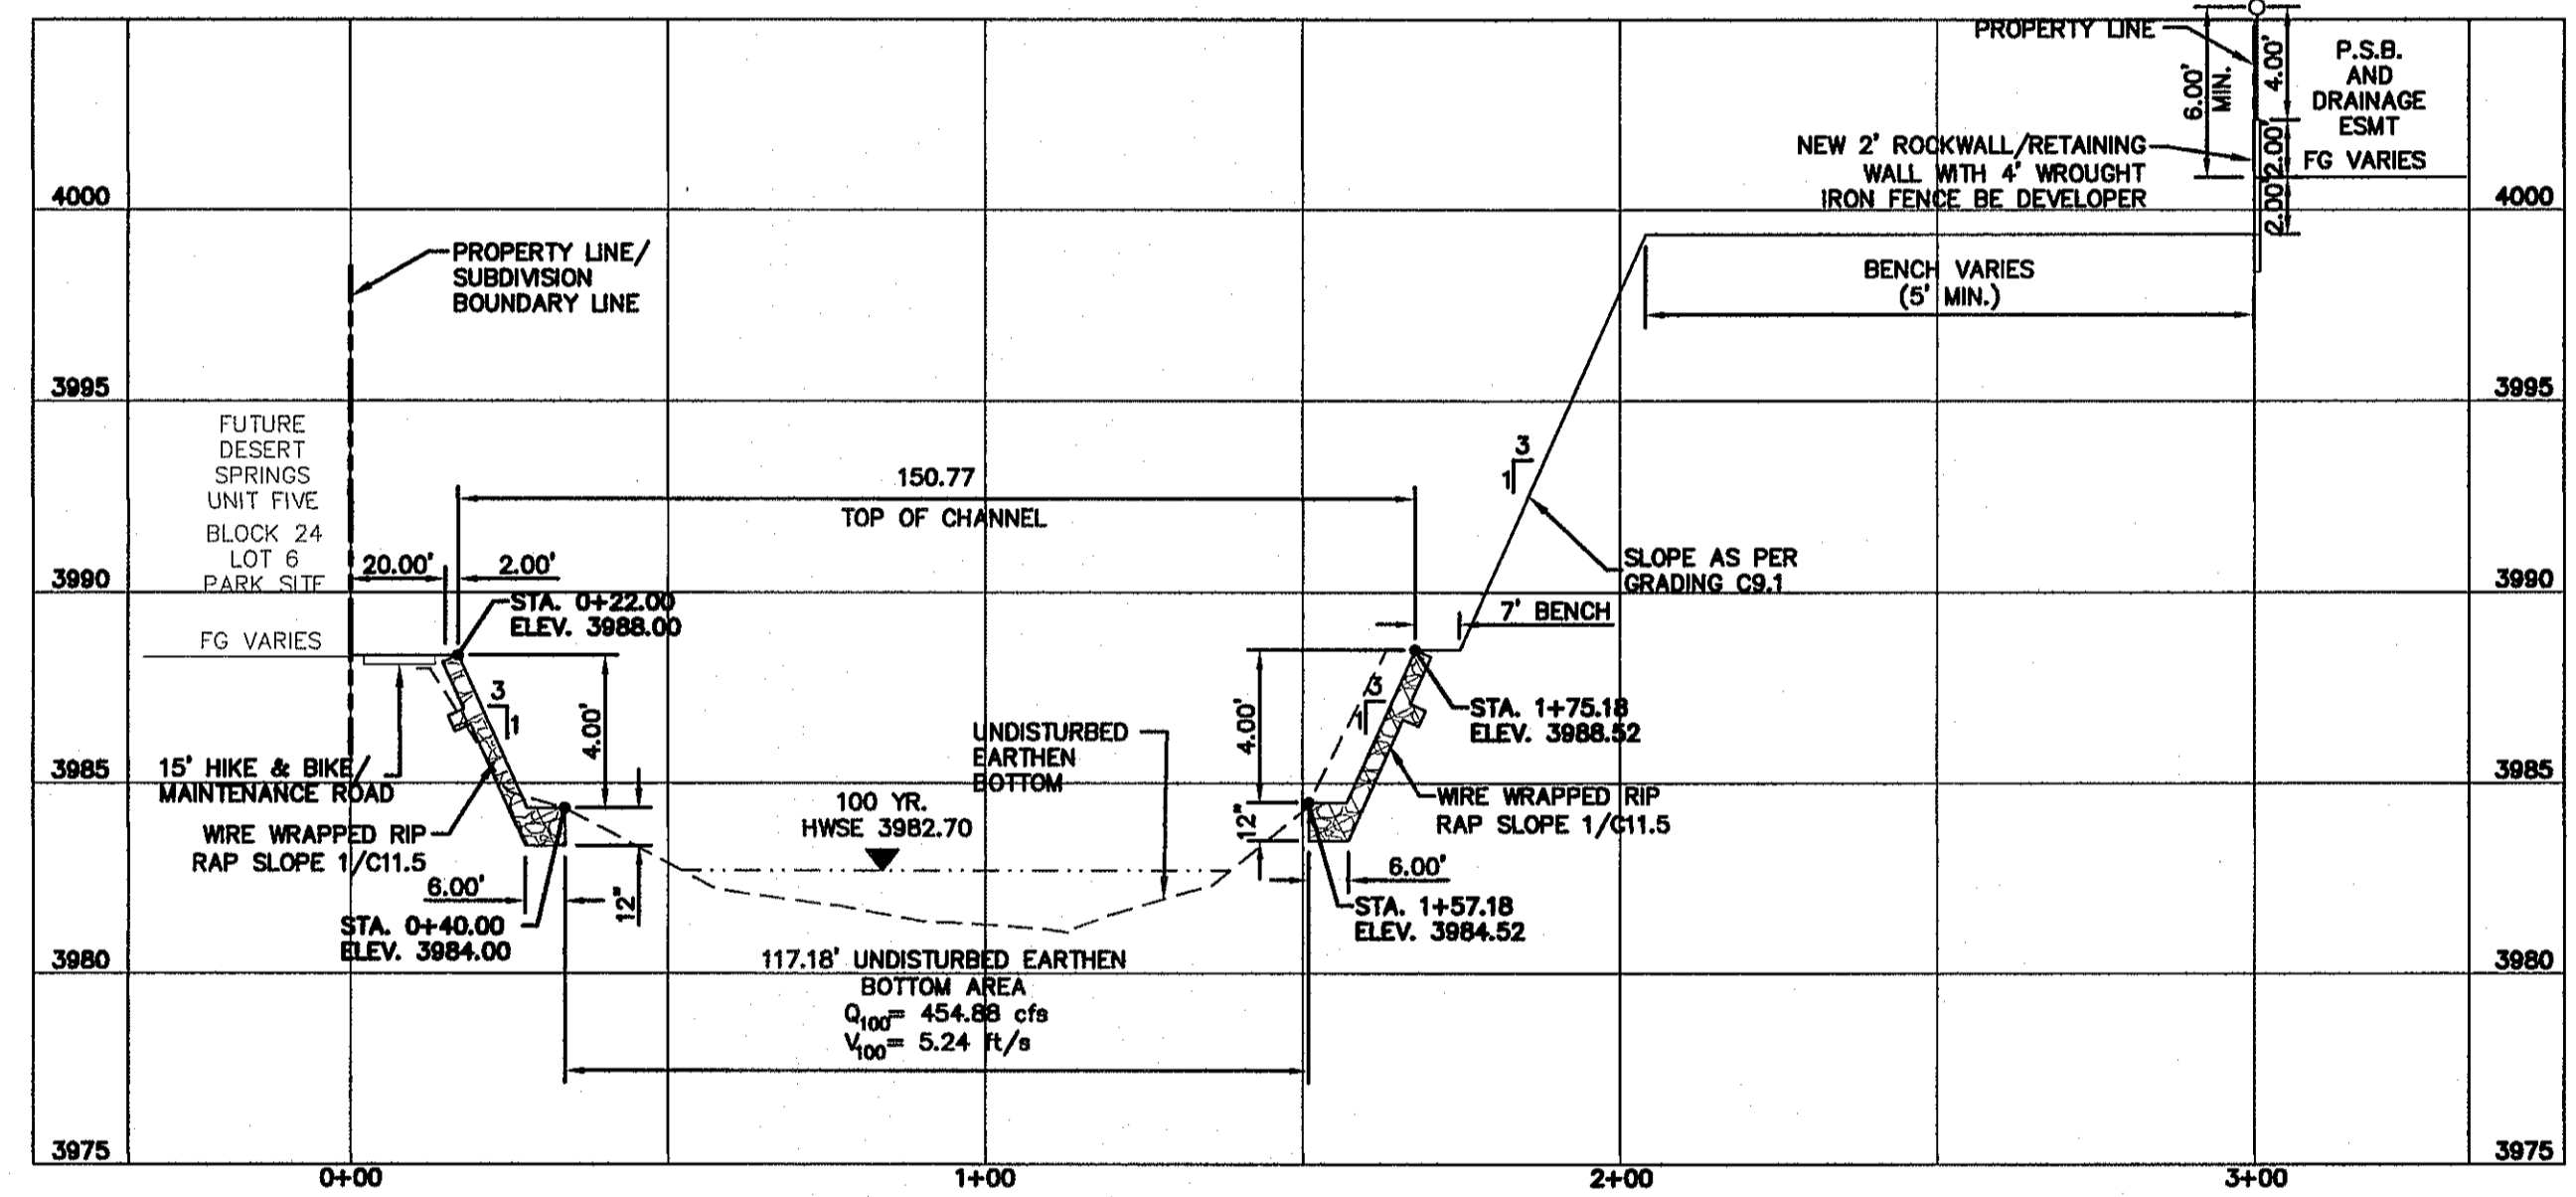 PROPERTY LINE
6.00' MIN.
4.00'
P.S.B.
AND
DRAINAGE
ESMT
NEW 2' ROCKWALL/RETAINING
WALL WITH 4' WROUGHT
IRON FENCE BE DEVELOPER
2.00'
FG VARIES
2.00'
4000
4000
PROPERTY LINE/
SUBDIVISION
BOUNDARY LINE
BENCH VARIES
(5' MIN.)
3995
3995
FUTURE
DESERT
SPRINGS
UNIT FIVE
BLOCK 24
LOT 6
PARK SITE
3
1
150.77
TOP OF CHANNEL
SLOPE AS PER
GRADING C9.1
20.00'
2.00'
3990
3990
STA. 0+22.00
ELEV. 3988.00
7' BENCH
FG VARIES
3
1
4.00'
4.00'
3
1
STA. 1+75.18
ELEV. 3988.52
UNDISTURBED
EARTHEN
BOTTOM
15' HIKE & BIKE/
MAINTENANCE ROAD
3985
3985
100 YR.
HWSE 3982.70
WIRE WRAPPED RIP
RAP SLOPE 1/C11.5
WIRE WRAPPED RIP
RAP SLOPE 1/C11.5
12"
6.00'
12"
6.00'
STA. 0+40.00
ELEV. 3984.00
STA. 1+57.18
ELEV. 3984.52
117.18' UNDISTURBED EARTHEN
BOTTOM AREA
Q100= 454.88 cfs
V100= 5.24 ft/s
3980
3980
3975
3975
0+00
1+00
2+00
3+00